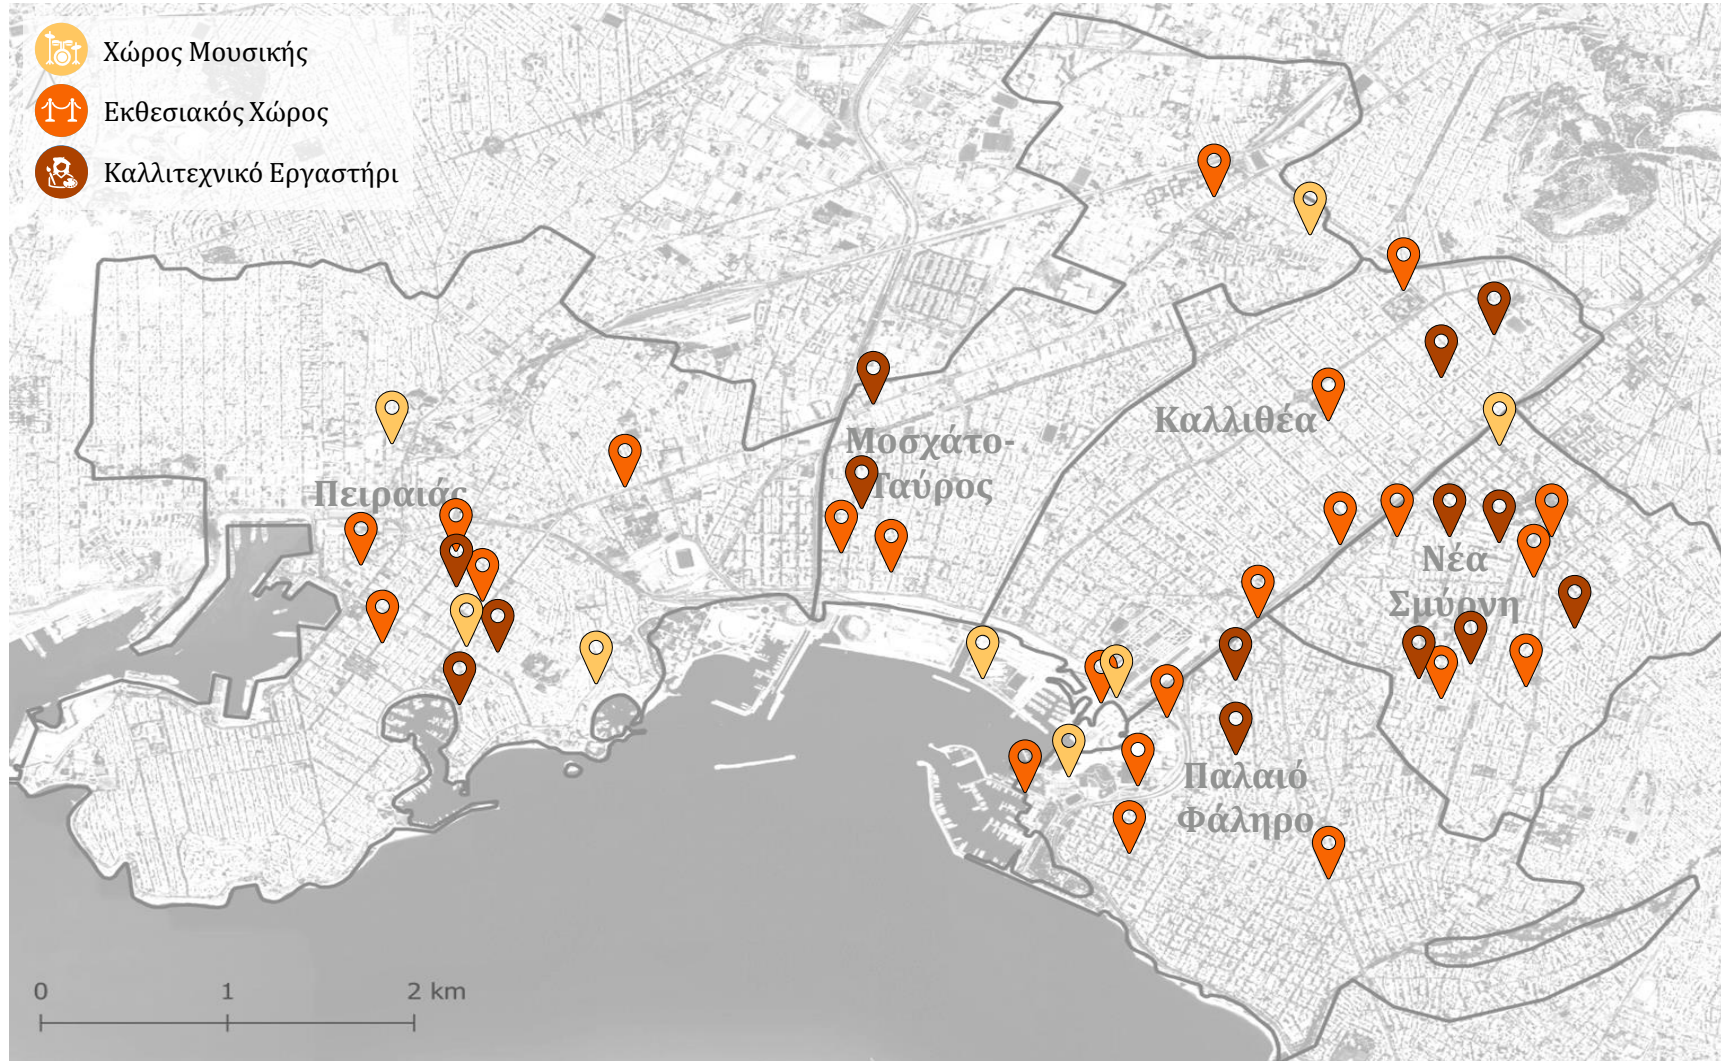 Χώρος Μουσικής
Εκθεσιακός Χώρος
Καλλιτεχνικό Εργαστήρι
Καλλιθέα
Μοσχάτο-
Ταύρος
Πειραιάς
Νέα
Σμύρνη
Παλαιό
Φάληρο
0 1 2 km